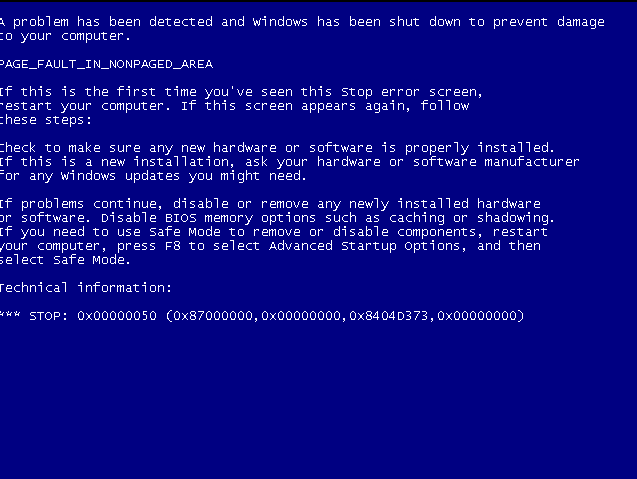 A problem has been detected and Windows has been shut down to prevent damage
to your computer.
PAGE_FAULT_IN_NONPAGED_AREA
If this is the first time you've seen this Stop error screen,
restart your computer. If this screen appears again, follow
these steps:
Check to make sure any new hardware or software is properly installed.
If this is a new installation, ask your hardware or software manufacturer
for any Windows updates you might need.
If problems continue, disable or remove any newly installed hardware
or software. Disable BIOS memory options such as caching or shadowing.
If you need to use Safe Mode to remove or disable components, restart
your computer, press F8 to select Advanced Startup Options, and then
select Safe Mode.
Technical information:
*** STOP: 0x00000050 (0x87000000,0x00000000,0x8404D373,0x00000000)